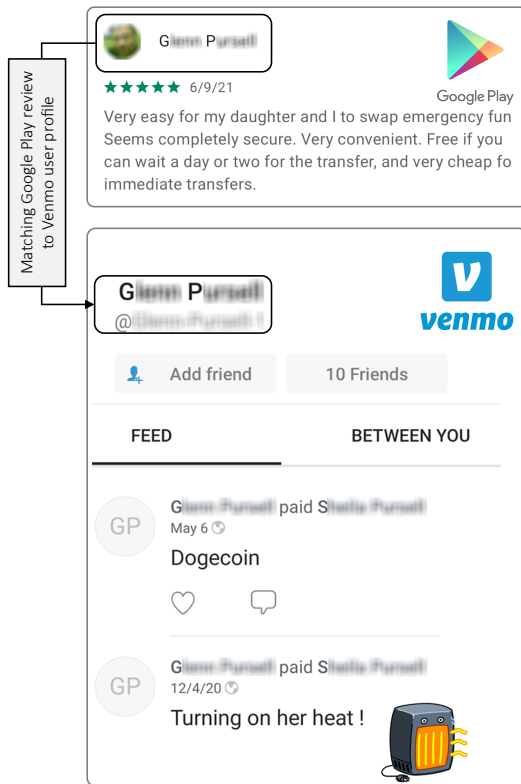 Matching Google Play review
to Venmo user profile
G P
6/9/21
Google Play
Very easy for my daughter and I to swap emergency fun
Seems completely secure. Very convenient. Free if you
can wait a day or two for the transfer, and very cheap fo
immediate transfers.
G P
@
venmo
Add friend
10 Friends
FEED
BETWEEN YOU
GP
G paid S
May 6
Dogecoin
GP
G paid S
12/4/20
Turning on her heat !